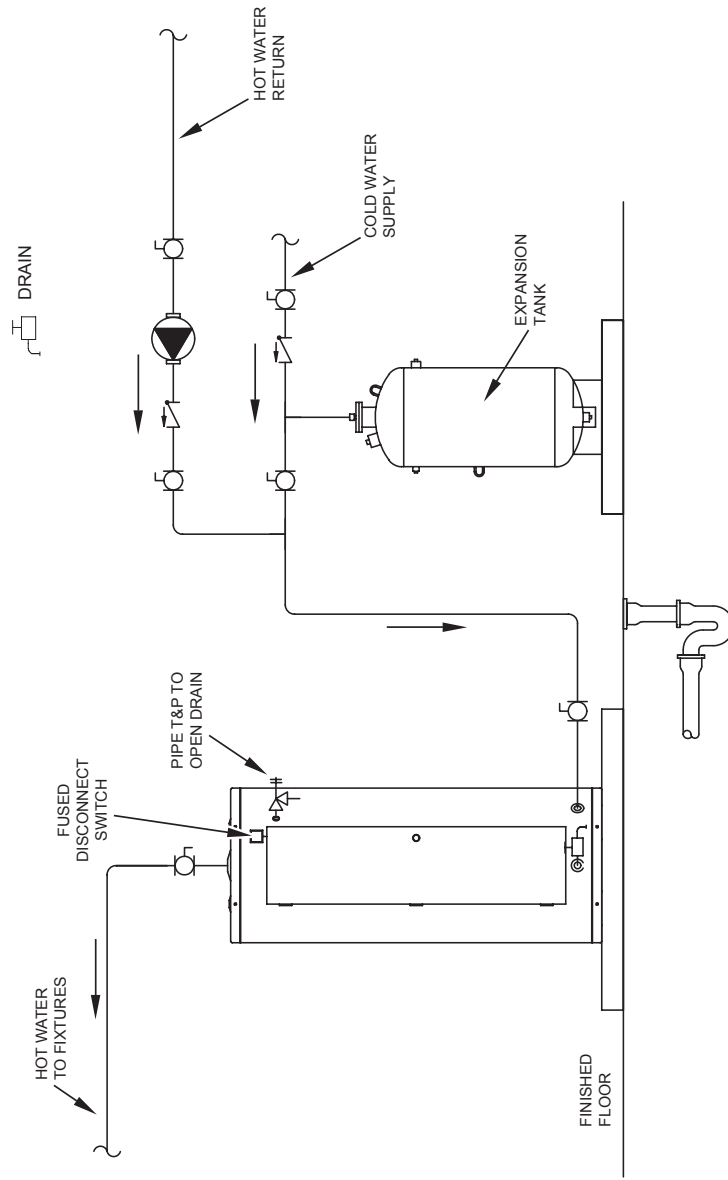 DRAIN
HOT WATER
RETURN
COLD WATER
SUPPLY
EXPANSION
TANK
PIPE T&P TO
OPEN DRAIN
FUSED
DISCONNECT
SWITCH
HOT WATER
TO FIXTURES
FINISHED
FLOOR